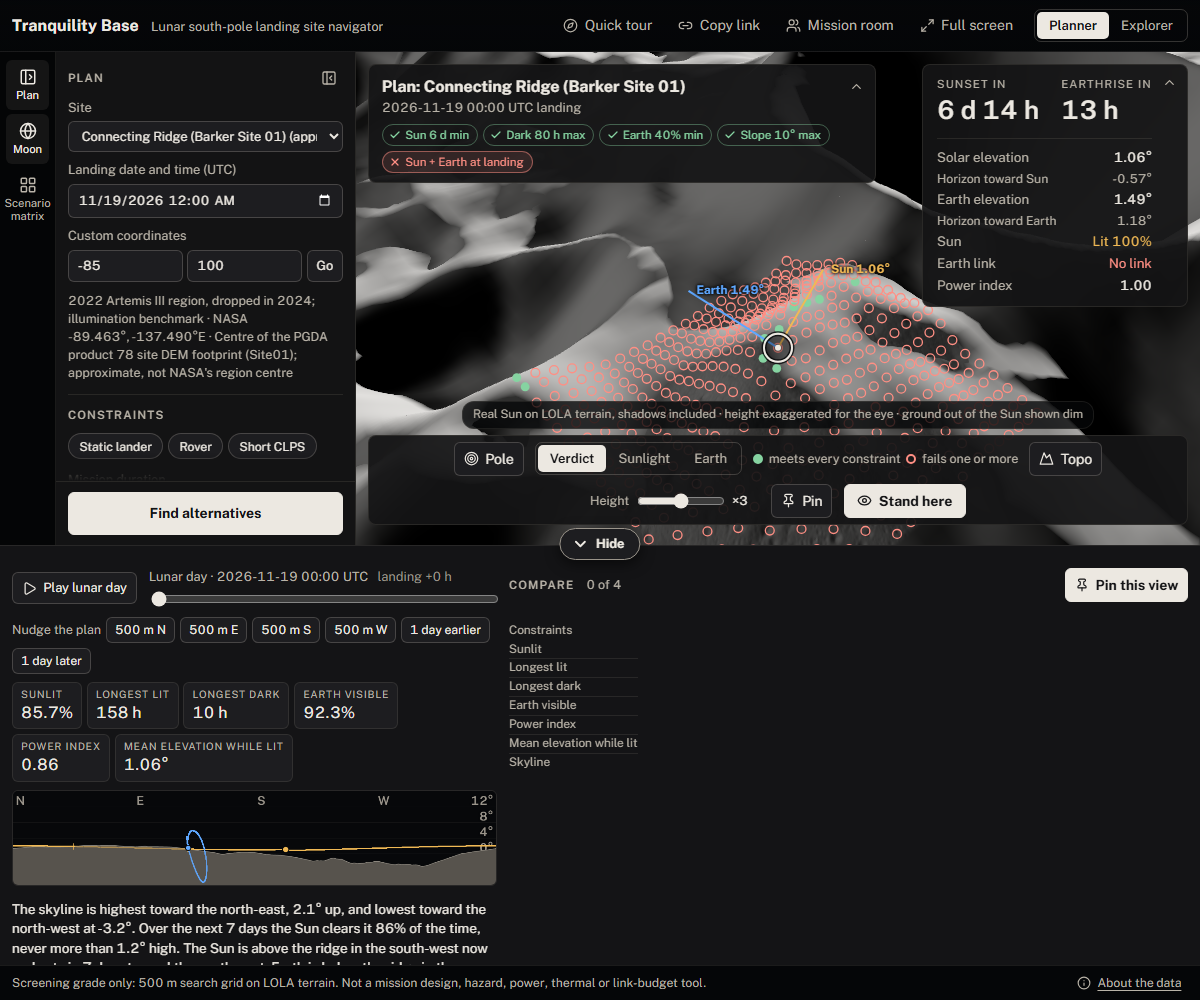 Tranquility Base Lunar south-pole landing site navigator
Quick tour Copy link Mission room Full screen Planner Explorer
Plan
Moon
Scenario
matrix
PLAN
Site
Connecting Ridge (Barker Site 01) (appr
Landing date and time (UTC)
11/19/2026 12:00 AM
Custom coordinates
-85 100 Go
2022 Artemis III region, dropped in 2024;
illumination benchmark · NASA
-89.463°, -137.490°E · Centre of the PGDA
product 78 site DEM footprint (Site01);
approximate, not NASA's region centre
CONSTRAINTS
Static lander Rover Short CLPS
Mission duration
Find alternatives
Plan: Connecting Ridge (Barker Site 01)
2026-11-19 00:00 UTC landing
✓ Sun 6 d min ✓ Dark 80 h max ✓ Earth 40% min ✓ Slope 10° max
✕ Sun + Earth at landing
SUNSET IN EARTHRISE IN
6 d 14 h 13 h
Solar elevation 1.06°
Horizon toward Sun -0.57°
Earth elevation 1.49°
Horizon toward Earth 1.18°
Sun Lit 100%
Earth link No link
Power index 1.00
Sun 1.06°
Earth 1.49°
Real Sun on LOLA terrain, shadows included · height exaggerated for the eye · ground out of the Sun shown dim
Pole Verdict Sunlight Earth meets every constraint fails one or more Topo
Height ×3 Pin Stand here
Hide
Play lunar day
Lunar day · 2026-11-19 00:00 UTC landing +0 h
Nudge the plan 500 m N 500 m E 500 m S 500 m W 1 day earlier
1 day later
SUNLIT LONGEST LIT LONGEST DARK EARTH VISIBLE
85.7% 158 h 10 h 92.3%
POWER INDEX MEAN ELEVATION WHILE LIT
0.86 1.06°
N E S W 12°
8°
4°
0°
The skyline is highest toward the north-east, 2.1° up, and lowest toward the
north-west at -3.2°. Over the next 7 days the Sun clears it 86% of the time,
never more than 1.2° high. The Sun is above the ridge in the south-west now
COMPARE 0 of 4
Pin this view
Constraints
Sunlit
Longest lit
Longest dark
Earth visible
Power index
Mean elevation while lit
Skyline
Screening grade only: 500 m search grid on LOLA terrain. Not a mission design, hazard, power, thermal or link-budget tool.
About the data